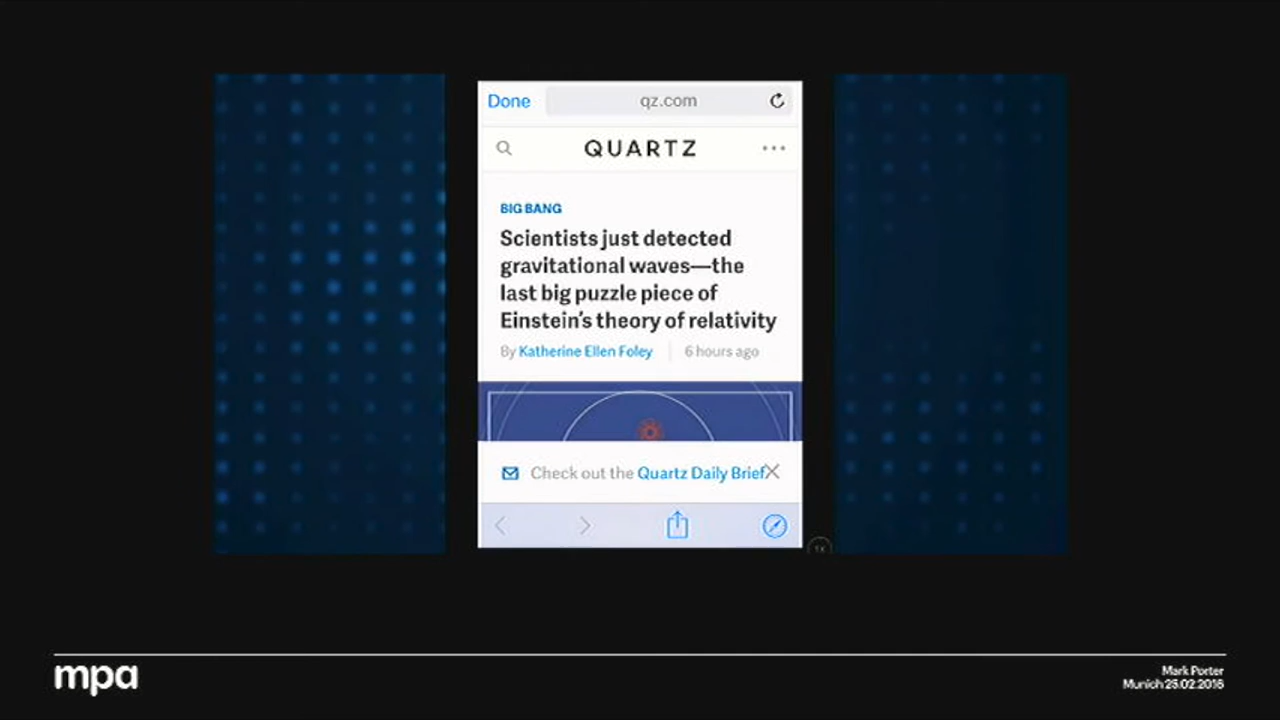 Done qz.com
QUARTZ
BIG BANG
Scientists just detected
gravitational waves—the
last big puzzle piece of
Einstein's theory of relativity
By Katherine Ellen Foley 6 hours ago
Check out the Quartz Daily Brief
mpa
Mark Porter
Munich 25.02.2016